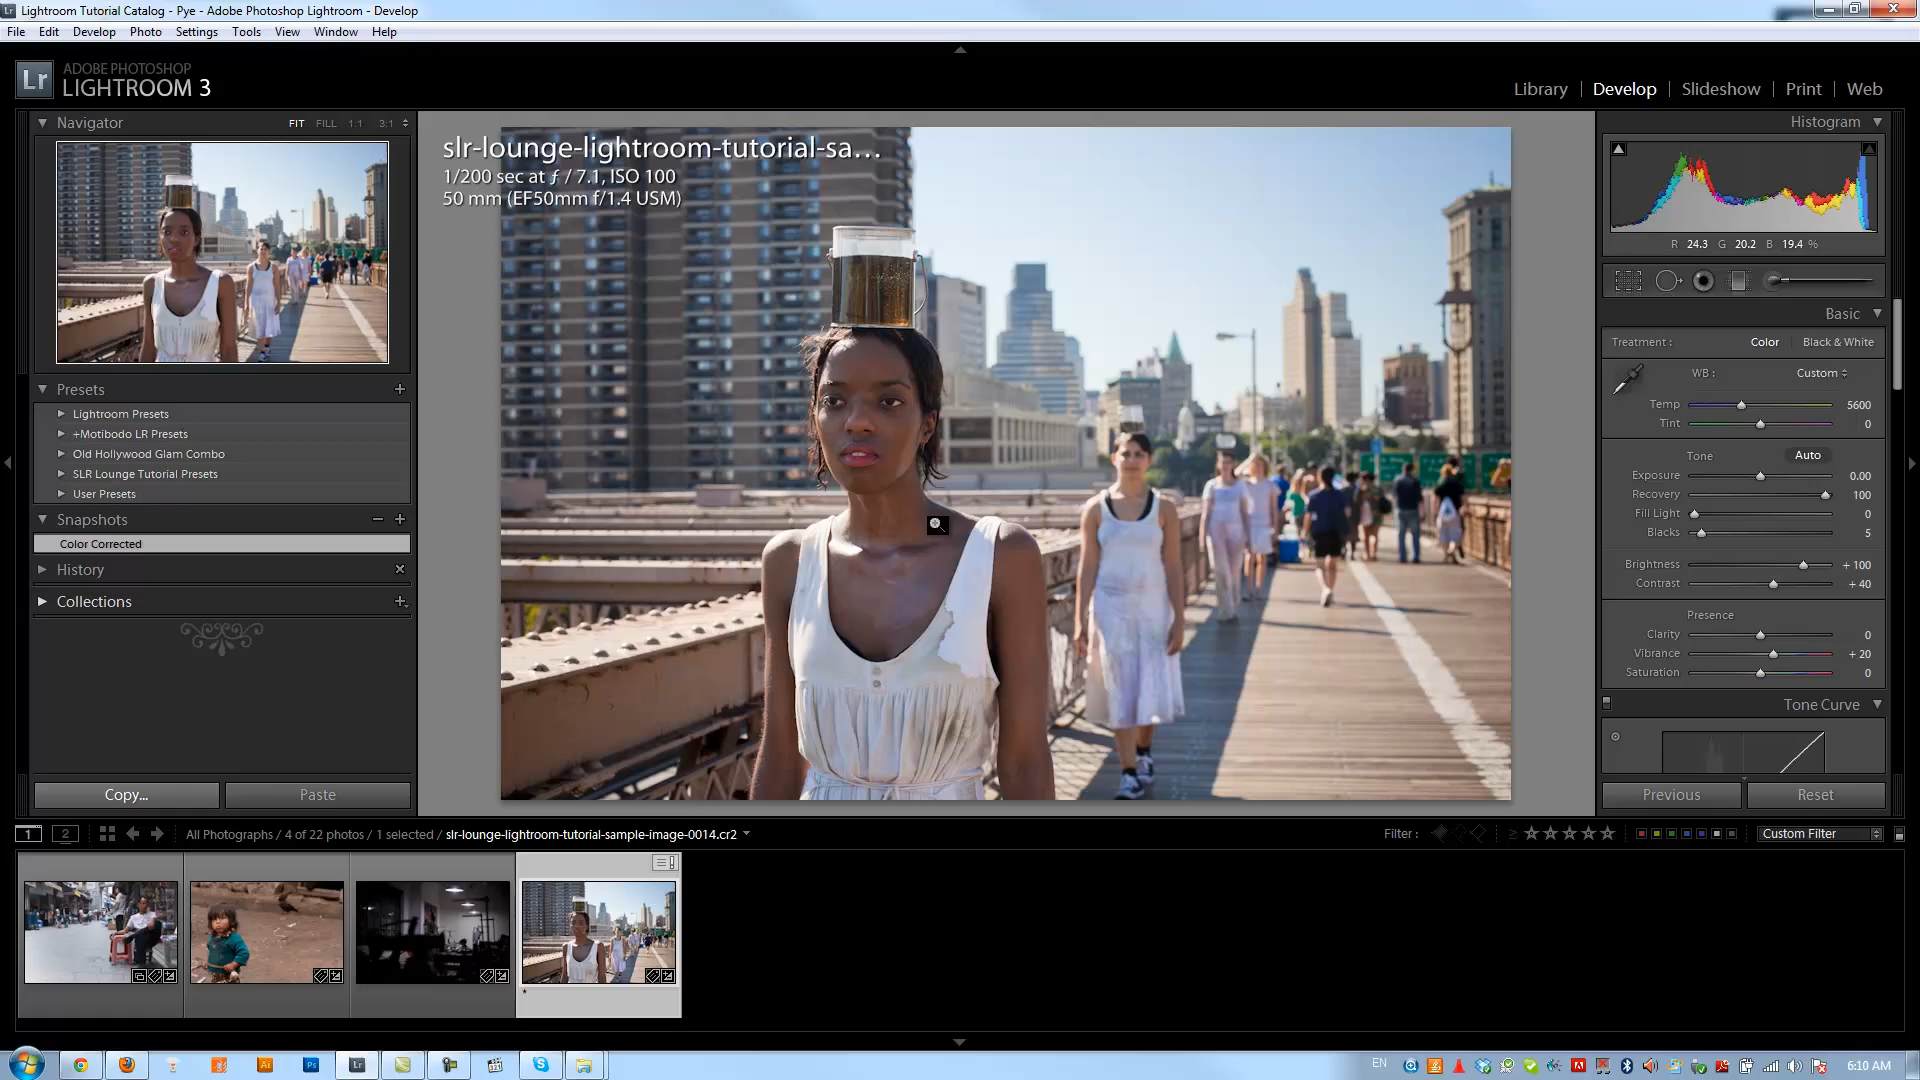 Lightroom Tutorial Catalog - Pye - Adobe Photoshop Lightroom - Develop
File Edit Develop Photo Settings Tools View Window Help
Lr ADOBE PHOTOSHOP
LIGHTROOM 3
Library | Develop | Slideshow | Print | Web
Navigator FIT FILL 1:1 3:1
Presets +
Lightroom Presets
+Motibodo LR Presets
Old Hollywood Glam Combo
SLR Lounge Tutorial Presets
User Presets
Snapshots − +
Color Corrected
History ×
Collections +
Copy... Paste
slr-lounge-lightroom-tutorial-sa...
1/200 sec at ƒ / 7.1, ISO 100
50 mm (EF50mm f/1.4 USM)
Histogram
R 24.3 G 20.2 B 19.4 %
Basic
Treatment : Color Black & White
WB : Custom
Temp 5600
Tint 0
Tone Auto
Exposure 0.00
Recovery 100
Fill Light 0
Blacks 5
Brightness + 100
Contrast + 40
Presence
Clarity 0
Vibrance + 20
Saturation 0
Tone Curve
Previous Reset
1 2 All Photographs / 4 of 22 photos / 1 selected / slr-lounge-lightroom-tutorial-sample-image-0014.cr2 Filter : ≥ Custom Filter
Ai Ps Lr EN 6:10 AM